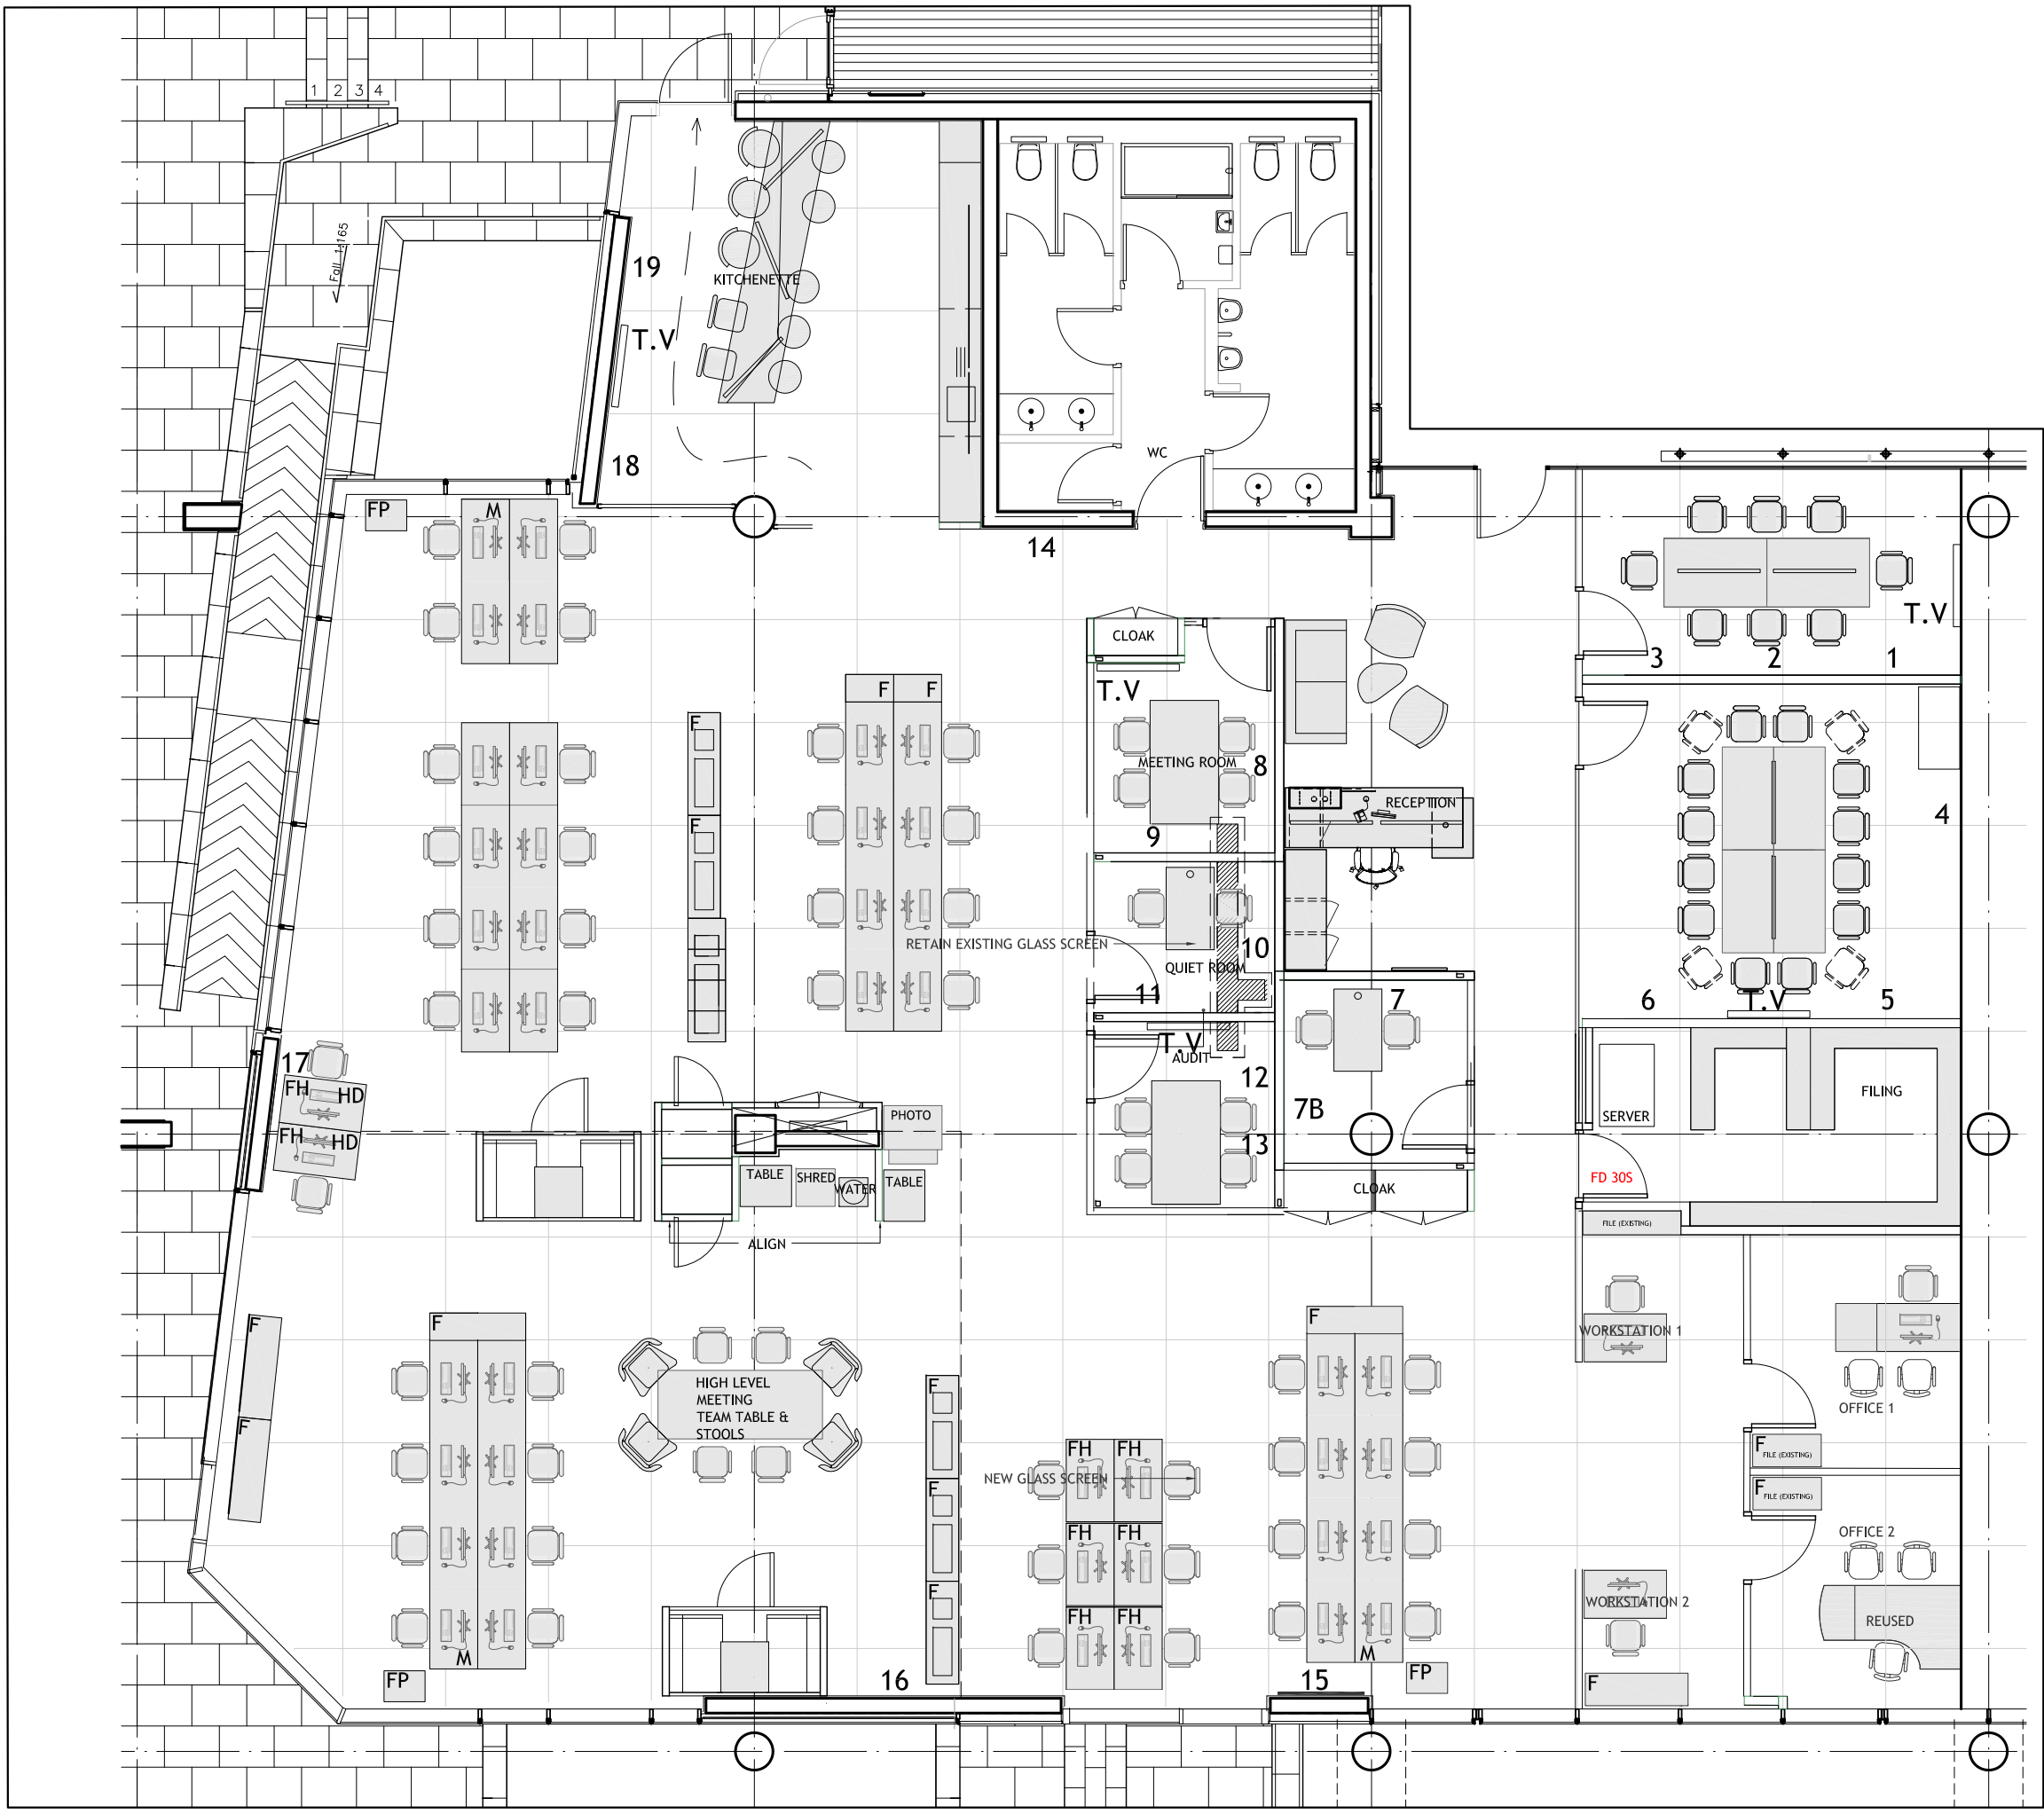 1 2 3 4
Fall 1:165
19
KITCHENETTE
T.V
18
WC
FP
M
14
T.V
3
2
1
CLOAK
T.V
F
F
F
MEETING ROOM
8
RECEPTION
4
F
9
RETAIN EXISTING GLASS SCREEN
10
QUIET ROOM
11
7
6
T.V
5
T.V
AUDIT
17
FH
HD
FH
HD
12
7B
13
PHOTO
SERVER
FILING
TABLE
SHRED
WATER
TABLE
FD 30S
CLOAK
FILE (EXISTING)
ALIGN
F
F
F
WORKSTATION 1
HIGH LEVEL
MEETING
TEAM TABLE &
STOOLS
F
OFFICE 1
F
FH
FH
F
FILE (EXISTING)
NEW GLASS SCREEN
F
F
FILE (EXISTING)
FH
FH
OFFICE 2
F
WORKSTATION 2
FH
FH
REUSED
M
M
FP
16
15
FP
F